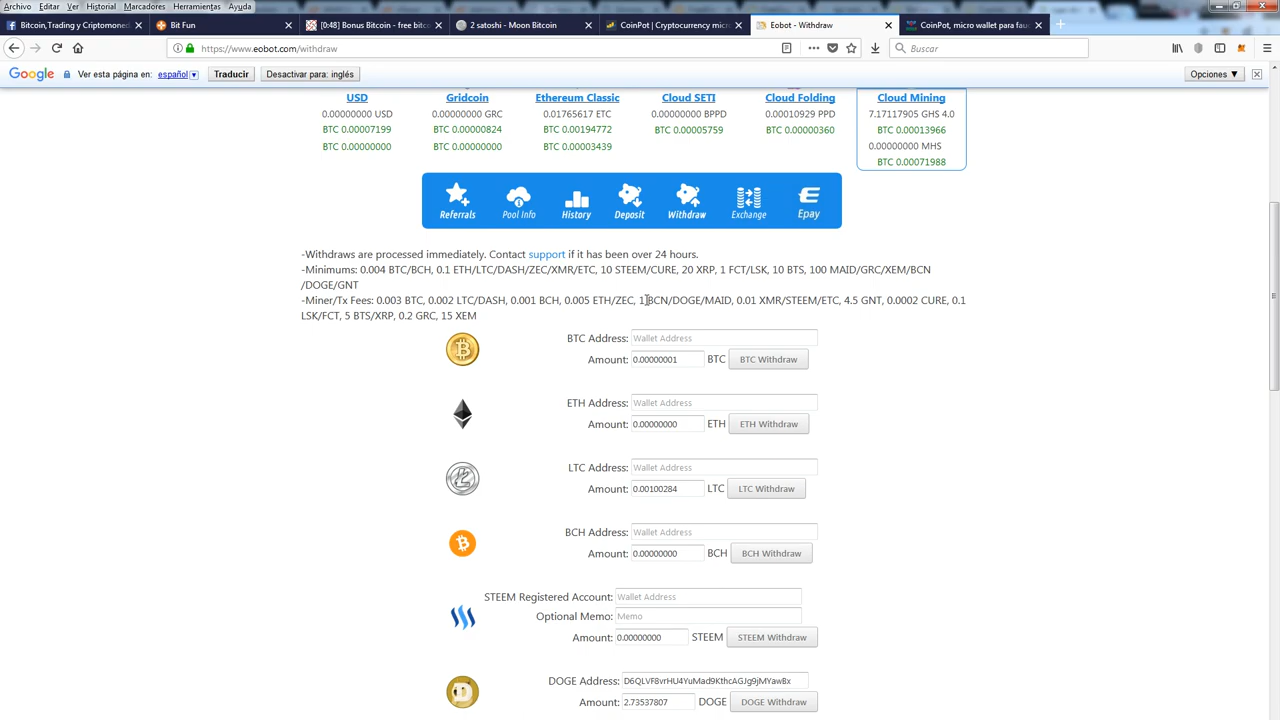 Archivo Editar Ver Historial Marcadores Herramientas Ayuda
Bitcoin,Trading y Criptomoned
Bit Fun
[0:48] Bonus Bitcoin - free bitc
2 satoshi - Moon Bitcoin
CoinPot | Cryptocurrency micr
Eobot - Withdraw
CoinPot, micro wallet para fau
https://www.eobot.com/withdraw
Buscar
Google Ver esta página en: español Traducir Desactivar para: inglés Opciones
USD Gridcoin Ethereum Classic Cloud SETI Cloud Folding Cloud Mining
0.00000000 USD 0.00000000 GRC 0.01765617 ETC 0.00000000 BPPD 0.00010929 PPD 7.17117905 GHS 4.0
BTC 0.00007199 BTC 0.00000824 BTC 0.00194772 BTC 0.00005759 BTC 0.00000360 BTC 0.00013966
BTC 0.00000000 BTC 0.00000000 BTC 0.00003439 0.00000000 MHS
BTC 0.00071988
Referrals Pool Info History Deposit Withdraw Exchange Epay
-Withdraws are processed immediately. Contact support if it has been over 24 hours.
-Minimums: 0.004 BTC/BCH, 0.1 ETH/LTC/DASH/ZEC/XMR/ETC, 10 STEEM/CURE, 20 XRP, 1 FCT/LSK, 10 BTS, 100 MAID/GRC/XEM/BCN
/DOGE/GNT
-Miner/Tx Fees: 0.003 BTC, 0.002 LTC/DASH, 0.001 BCH, 0.005 ETH/ZEC, 1 BCN/DOGE/MAID, 0.01 XMR/STEEM/ETC, 4.5 GNT, 0.0002 CURE, 0.1
LSK/FCT, 5 BTS/XRP, 0.2 GRC, 15 XEM
BTC Address: Wallet Address
Amount: 0.00000001 BTC BTC Withdraw
ETH Address: Wallet Address
Amount: 0.00000000 ETH ETH Withdraw
LTC Address: Wallet Address
Amount: 0.00100284 LTC LTC Withdraw
BCH Address: Wallet Address
Amount: 0.00000000 BCH BCH Withdraw
STEEM Registered Account: Wallet Address
Optional Memo: Memo
Amount: 0.00000000 STEEM STEEM Withdraw
DOGE Address: D6QLVF8vrHU4YuMad9KthcAGJg9jMYawBx
Amount: 2.73537807 DOGE DOGE Withdraw